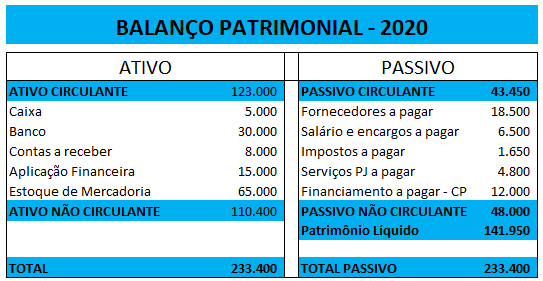 BALANÇO PATRIMONIAL - 2020
ATIVO PASSIVO
ATIVO CIRCULANTE 123.000 PASSIVO CIRCULANTE 43.450
Caixa 5.000 Fornecedores a pagar 18.500
Banco 30.000 Salário e encargos a pagar 6.500
Contas a receber 8.000 Impostos a pagar 1.650
Aplicação Financeira 15.000 Serviços PJ a pagar 4.800
Estoque de Mercadoria 65.000 Financiamento a pagar - CP 12.000
ATIVO NÃO CIRCULANTE 110.400 PASSIVO NÃO CIRCULANTE 48.000
Patrimônio Líquido 141.950
TOTAL 233.400 TOTAL PASSIVO 233.400